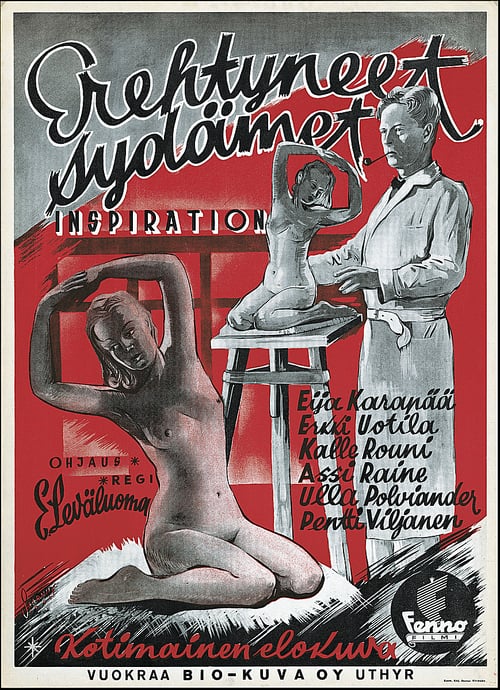 Erehtyneet
sydämet
INSPIRATION
Eija Karapää
Erkki Uotila
Kalle Rouni
Assi Raine
Ulla Polviander
Pentti Viljanen
OHJAUS *
* REGI
E. Leväluoma
Fenno
FILMI
* Kotimainen elokuva
VUOKRAA BIO-KUVA OY UTHYR